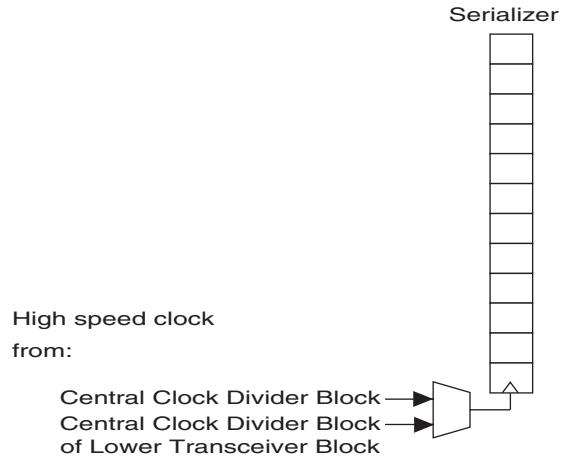 Serializer
High speed clock
from:
Central Clock Divider Block
Central Clock Divider Block
of Lower Transceiver Block